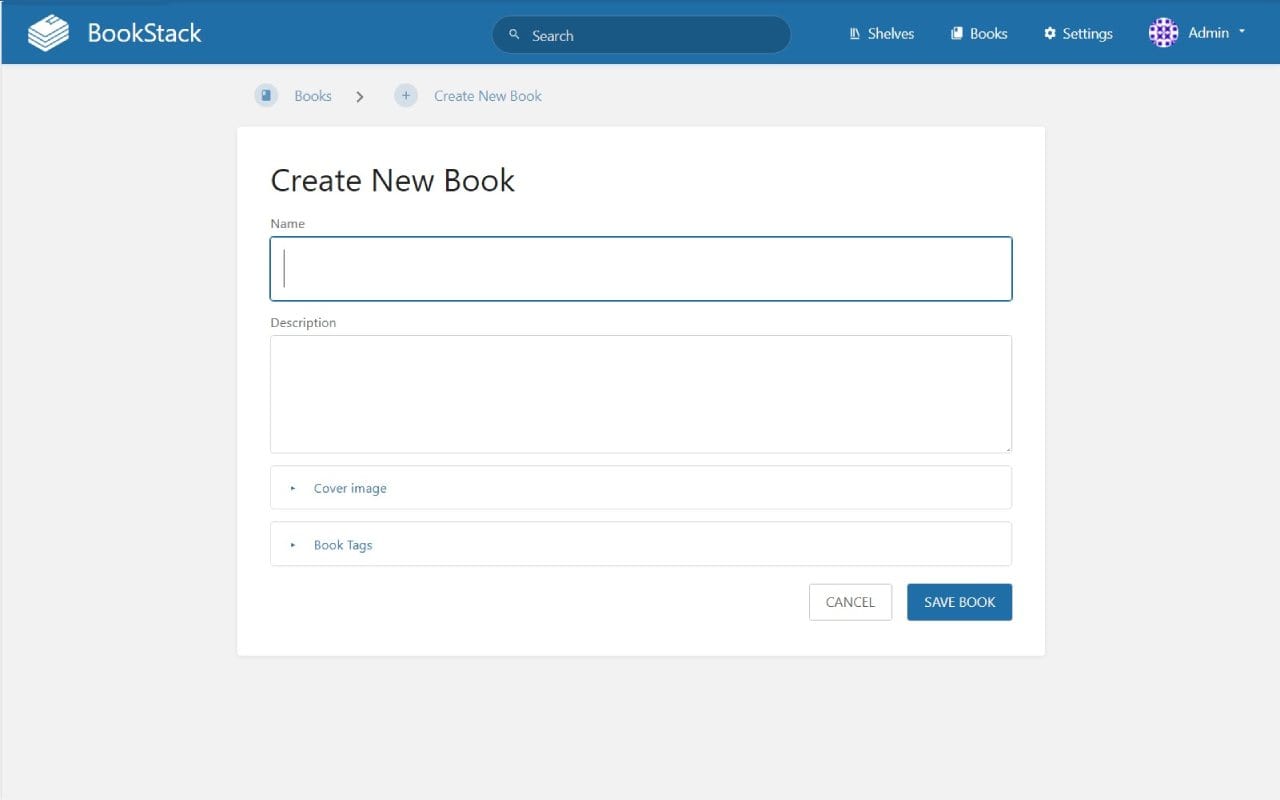 BookStack
Search
Shelves
Books
Settings
Admin
Books
Create New Book
Create New Book
Name
Description
Cover image
Book Tags
CANCEL
SAVE BOOK